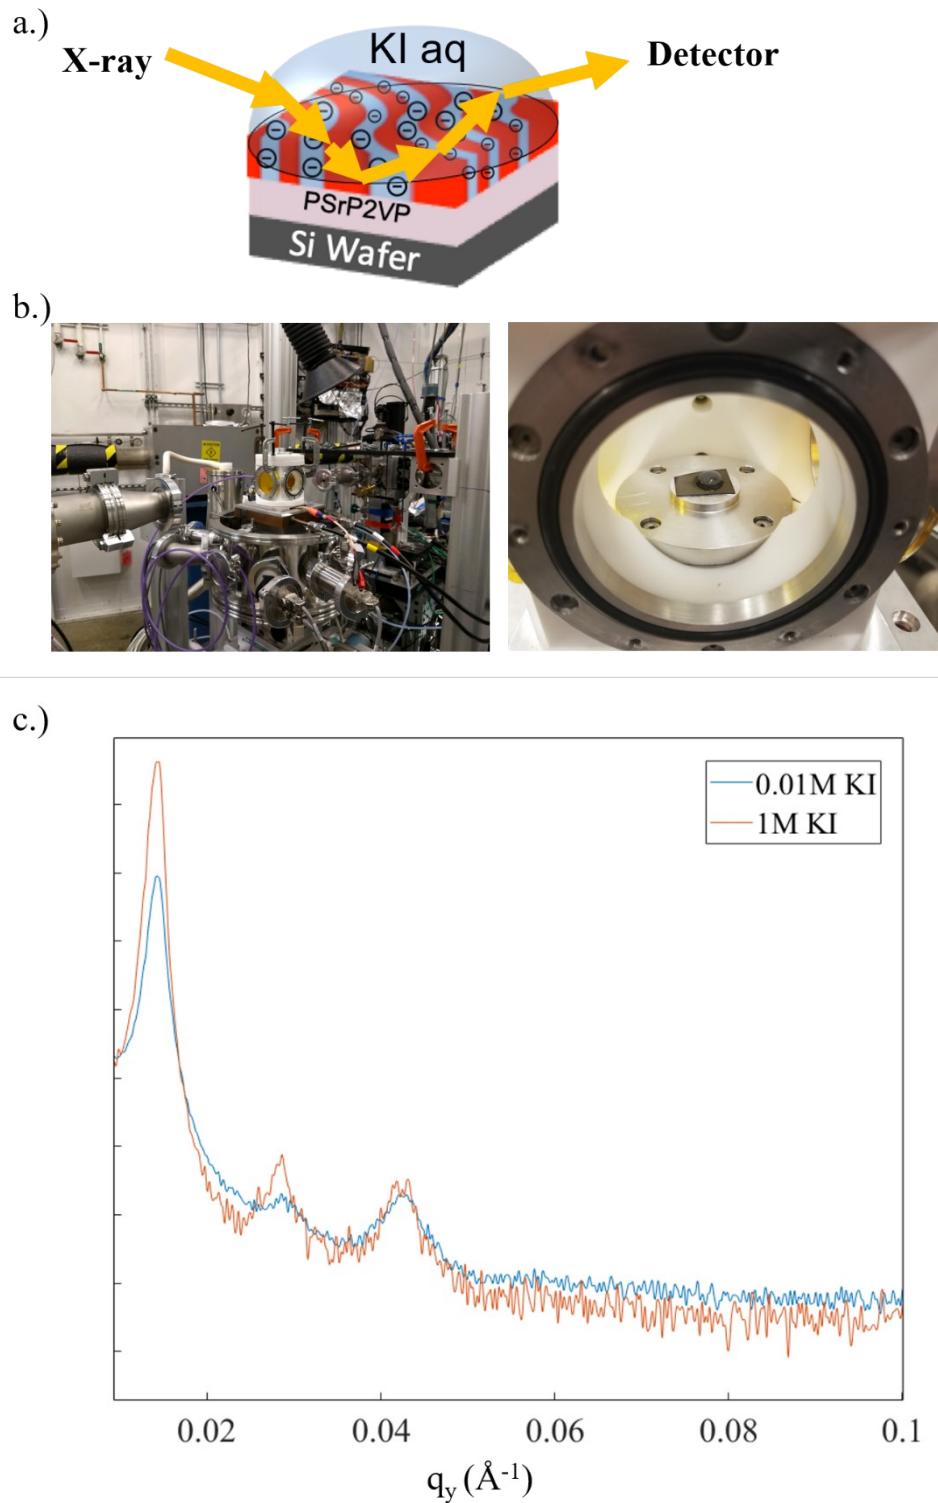 a.)
X-ray
KI aq
Detector
PSrP2VP
Si Wafer
b.)
c.)
0.01M KI
1M KI
0.02
0.04
0.06
0.08
0.1
q_y (Å⁻¹)